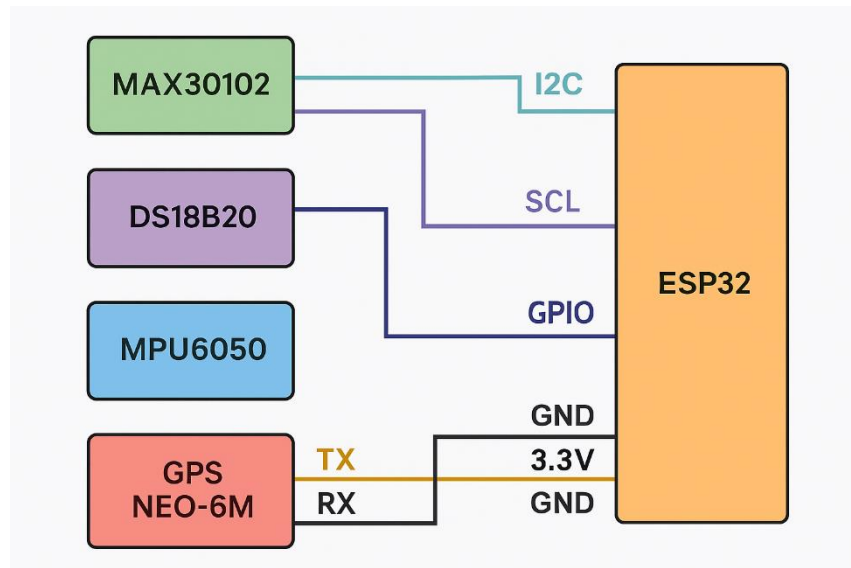 MAX30102
I2C
DS18B20
SCL
ESP32
GPIO
MPU6050
GND
GPS
NEO-6M
TX
3.3V
RX
GND